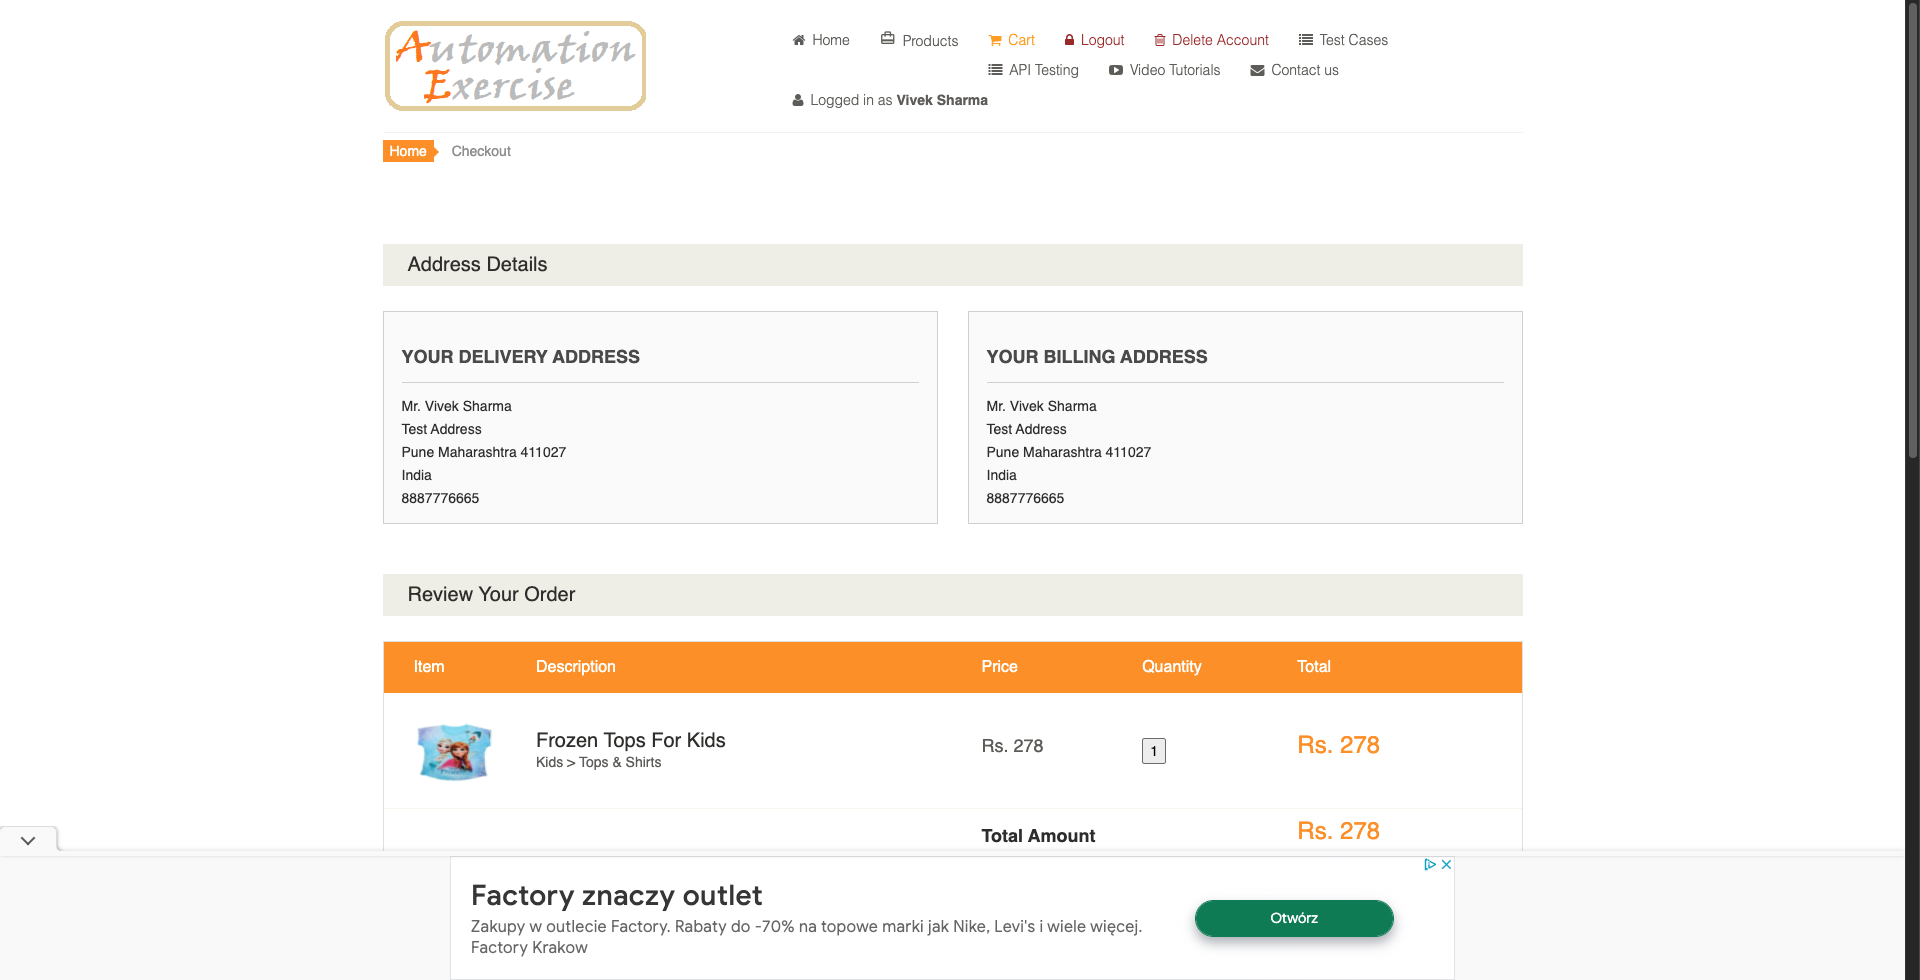 Automation
Exercise
Home
Products
Cart
Logout
Delete Account
Test Cases
API Testing
Video Tutorials
Contact us
Logged in as Vivek Sharma
Home
Checkout
Address Details
YOUR DELIVERY ADDRESS
Mr. Vivek Sharma
Test Address
Pune Maharashtra 411027
India
8887776665
YOUR BILLING ADDRESS
Mr. Vivek Sharma
Test Address
Pune Maharashtra 411027
India
8887776665
Review Your Order
Item Description Price Quantity Total
Frozen Tops For Kids
Kids > Tops & Shirts
Rs. 278
1
Rs. 278
Total Amount
Rs. 278
Factory znaczy outlet
Zakupy w outlecie Factory. Rabaty do -70% na topowe marki jak Nike, Levi's i wiele więcej.
Factory Krakow
Otwórz